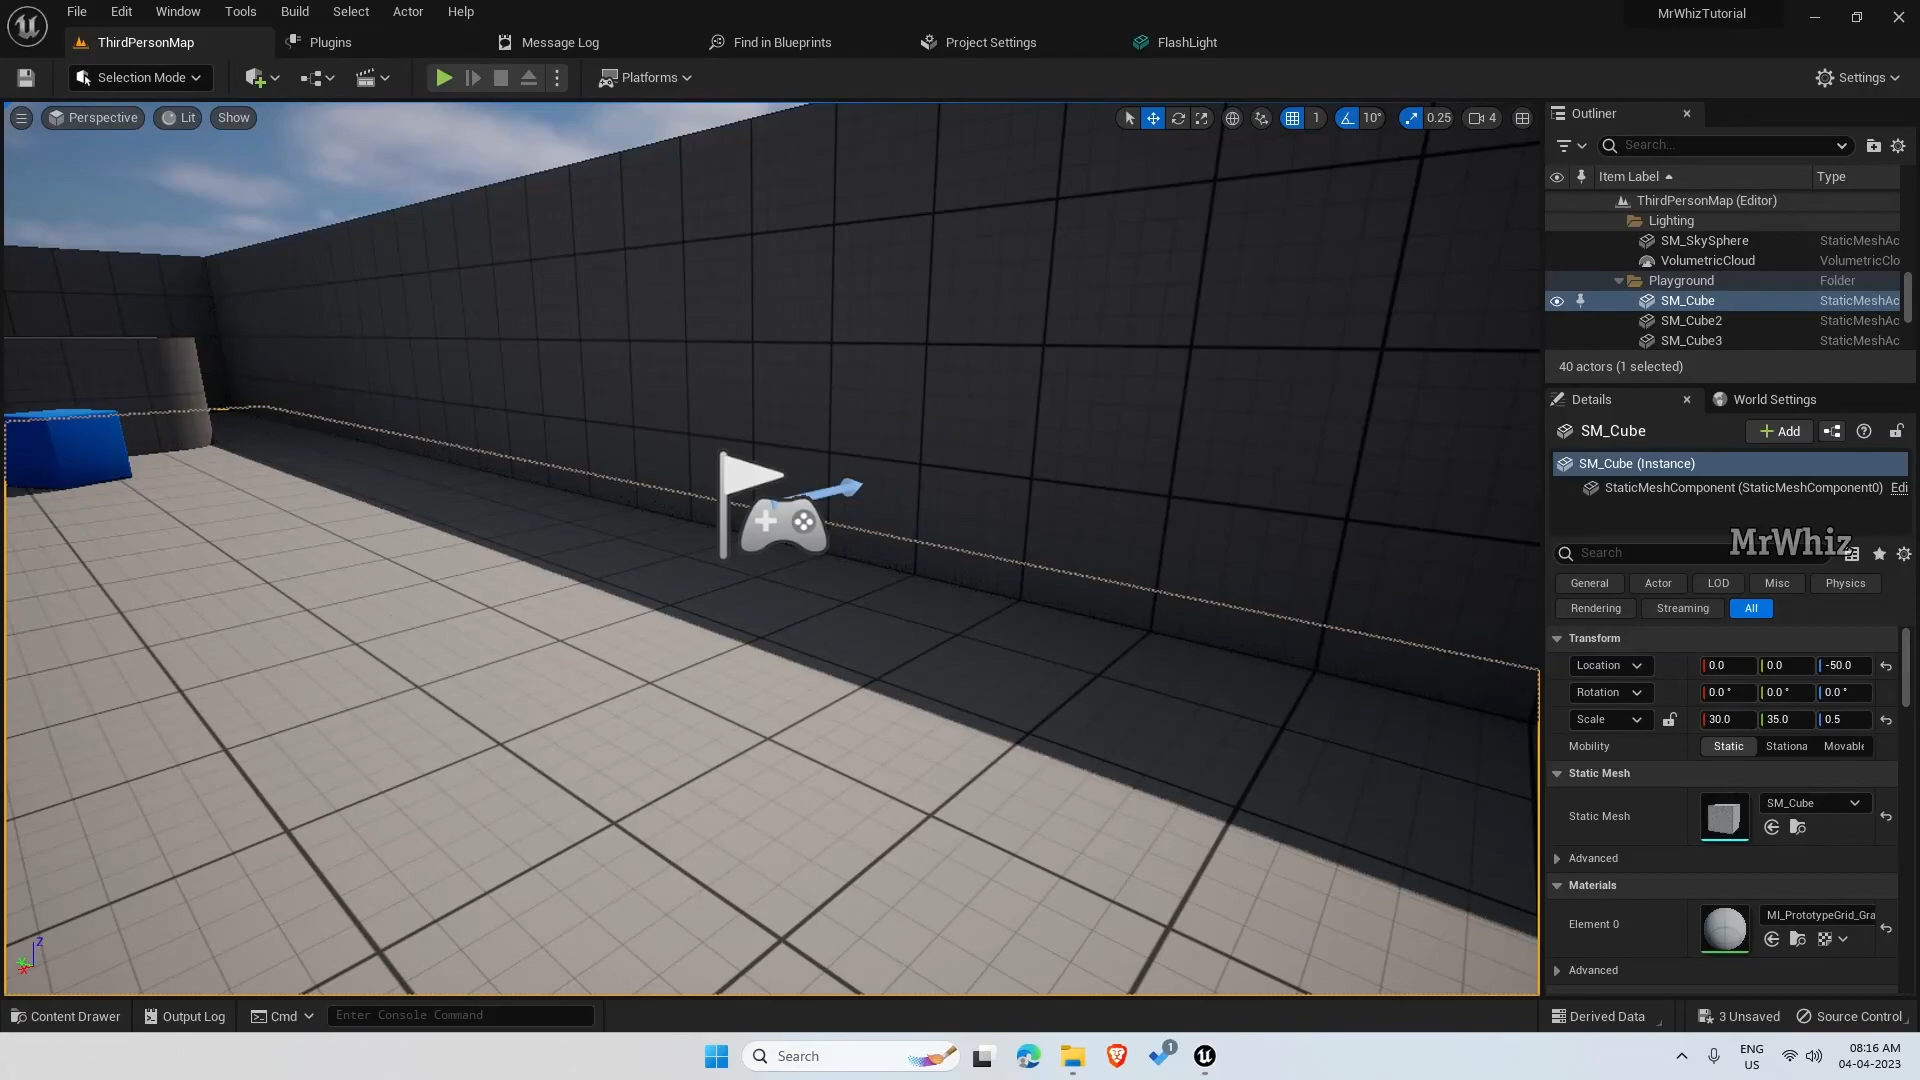 File Edit Window Tools Build Select Actor Help
MrWhizTutorial
ThirdPersonMap
Plugins
Message Log
Find in Blueprints
Project Settings
FlashLight
Selection Mode
Platforms
Settings
Perspective
Lit
Show
1
10°
0.25
4
Outliner
Search...
Item Label
Type
ThirdPersonMap (Editor)
Lighting
SM_SkySphere StaticMeshAc
VolumetricCloud VolumetricClo
Playground Folder
SM_Cube StaticMeshAc
SM_Cube2 StaticMeshAc
SM_Cube3 StaticMeshAc
40 actors (1 selected)
Details
World Settings
SM_Cube
Add
SM_Cube (Instance)
StaticMeshComponent (StaticMeshComponent0) Edi
MrWhiz
Search
General Actor LOD Misc Physics
Rendering Streaming All
Transform
Location 0.0 0.0 -50.0
Rotation 0.0° 0.0° 0.0°
Scale 30.0 35.0 0.5
Mobility Static Stationa Movable
Static Mesh
SM_Cube
Static Mesh
Advanced
Materials
MI_PrototypeGrid_Gra
Element 0
Advanced
Z
Content Drawer
Output Log
Cmd
Enter Console Command
Derived Data
3 Unsaved
Source Control
Search
1
ENG
US
08:16 AM
04-04-2023